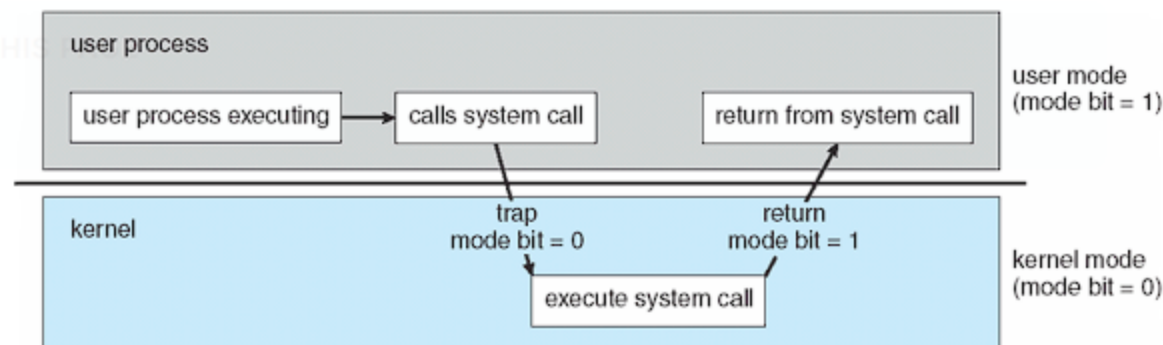 user process
user process executing
calls system call
return from system call
user mode
(mode bit = 1)
trap
mode bit = 0
return
mode bit = 1
kernel
execute system call
kernel mode
(mode bit = 0)